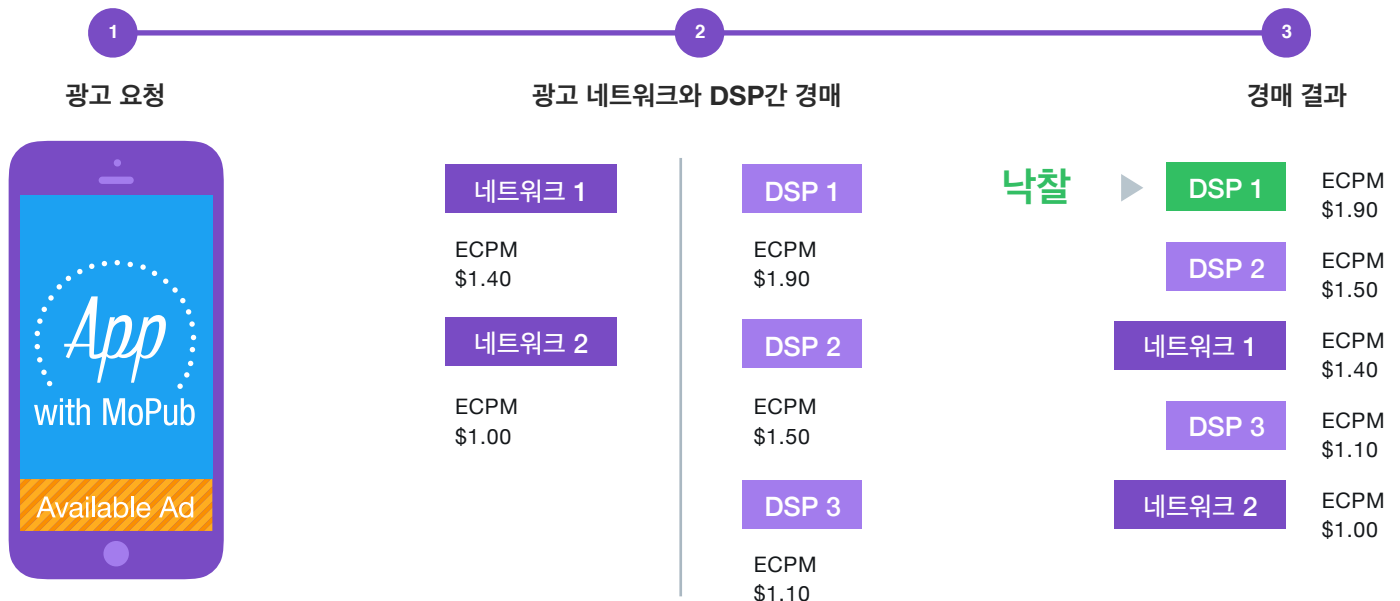 1
2
3
광고 요청
광고 네트워크와 DSP간 경매
경매 결과
App
with MoPub
Available Ad
네트워크 1
ECPM
$1.40
네트워크 2
ECPM
$1.00
DSP 1
ECPM
$1.90
DSP 2
ECPM
$1.50
DSP 3
ECPM
$1.10
낙찰
DSP 1
ECPM
$1.90
DSP 2
ECPM
$1.50
네트워크 1
ECPM
$1.40
DSP 3
ECPM
$1.10
네트워크 2
ECPM
$1.00